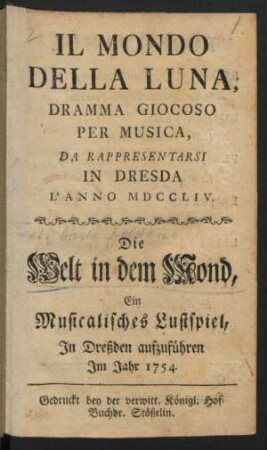 IL MONDO
DELLA LUNA,
DRAMMA GIOCOSO
PER MUSICA,
DA RAPPRESENTARSI
IN DRESDA
L'ANNO MDCCLIV.
Die
Welt in dem Mond,
Ein
Musicalisches Lustspiel,
In Dreßden aufzuführen
Im Jahr 1754.
Gedruckt bey der verwitt. Königl. Hof-
Buchdr. Stößelin.